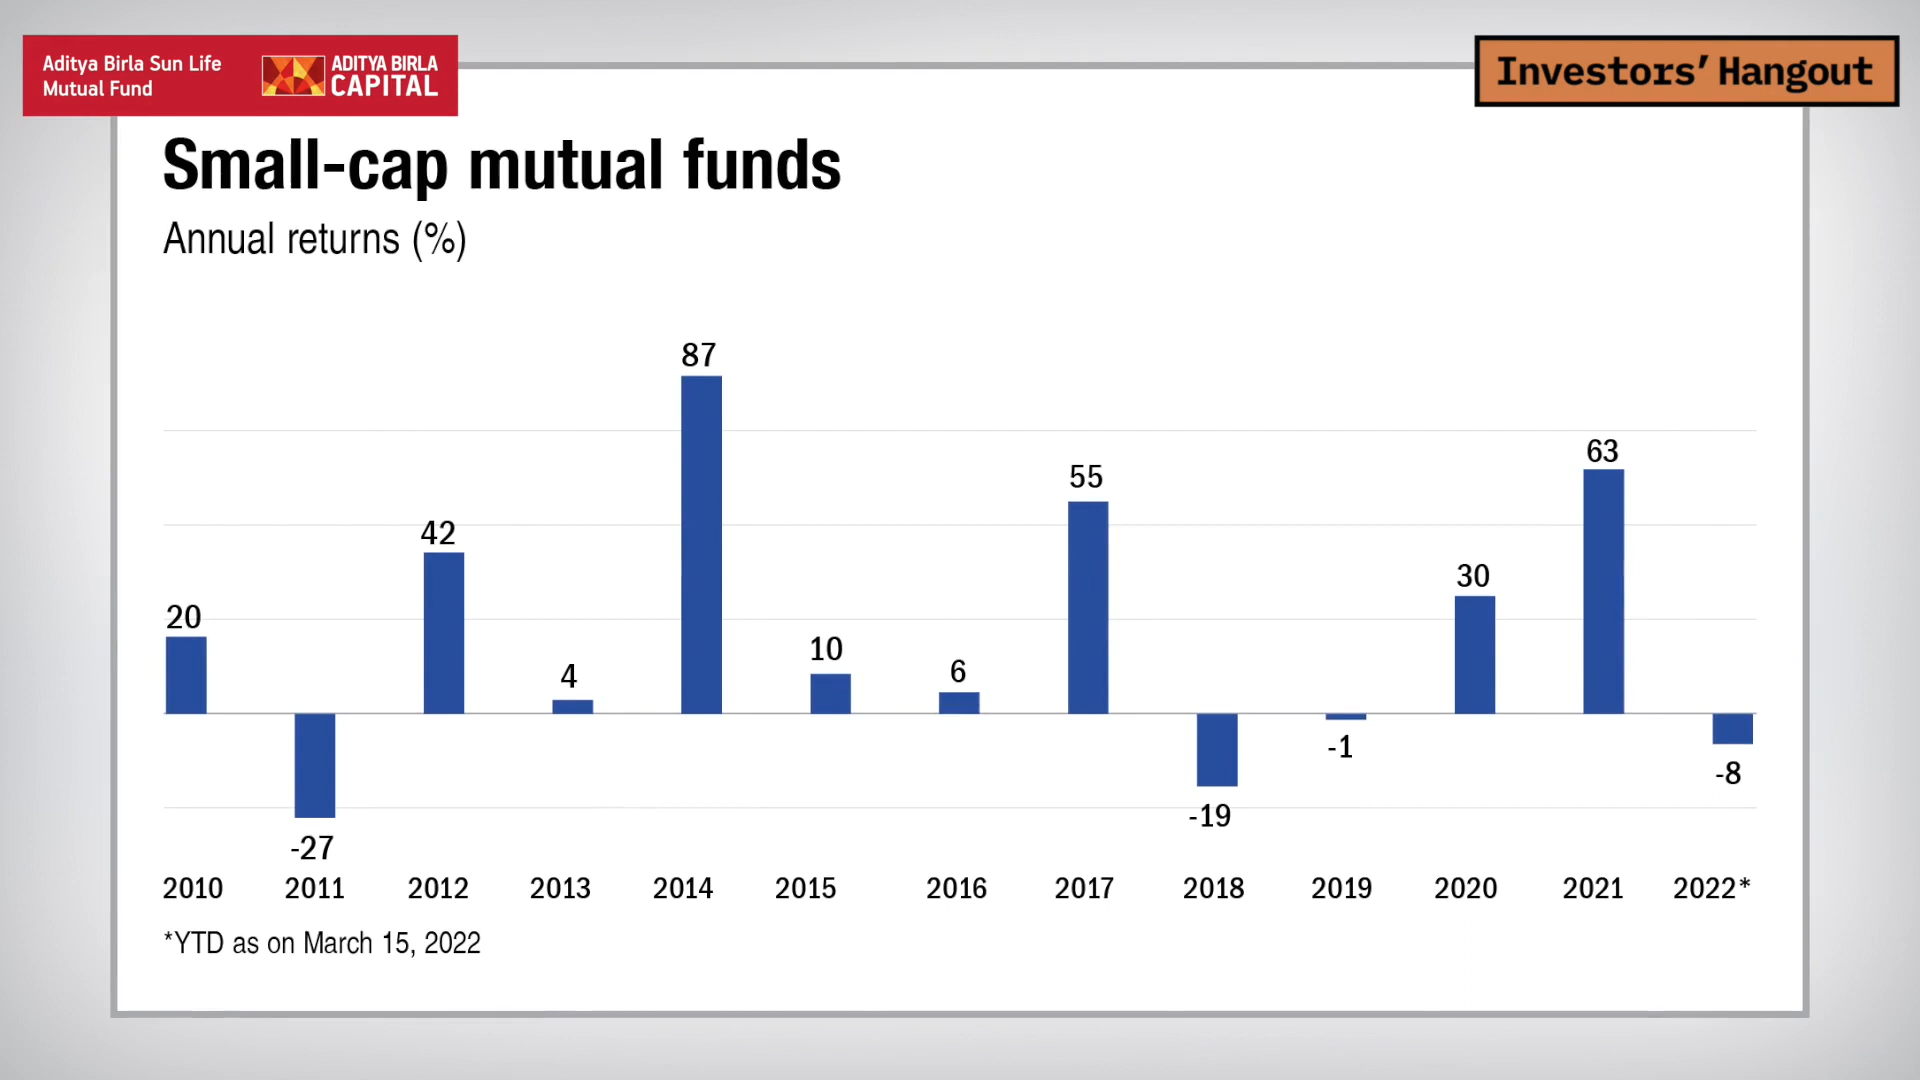 Aditya Birla Sun Life
Mutual Fund
ADITYA BIRLA
CAPITAL
Investors' Hangout
Small-cap mutual funds
Annual returns (%)
87
63
55
42
30
20
10
6
4
-1
-8
-19
-27
2010 2011 2012 2013 2014 2015 2016 2017 2018 2019 2020 2021 2022*
*YTD as on March 15, 2022